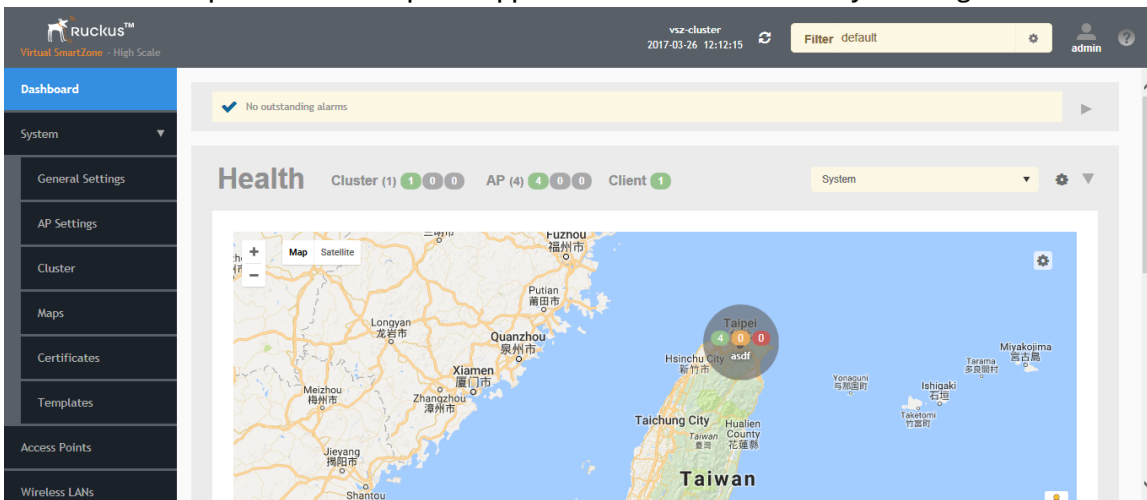 Ruckus™
Virtual SmartZone - High Scale
vsz-cluster
2017-03-26 12:12:15
Filter default
admin
?
Dashboard
System
General Settings
AP Settings
Cluster
Maps
Certificates
Templates
Access Points
Wireless LANs
No outstanding alarms
Health Cluster (1) 1 0 0 AP (4) 4 0 0 Client 1
System
+
−
Map Satellite
Fuzhou
福州市
Putian
莆田市
Longyan
龙岩市
Quanzhou
泉州市
Xiamen
厦门市
Meizhou
梅州市
Zhangzhou
漳州市
Jieyang
揭阳市
Shantou
Taipei
4 0 0
asdf
Hsinchu City
新竹市
Taichung City
Hualien
County
花蓮縣
Taiwan
臺灣
Taiwan
Yonaguni
与那国町
Ishigaki
石垣
Taketomi
竹富町
Tarama
多良間村
Miyakojima
宮古島